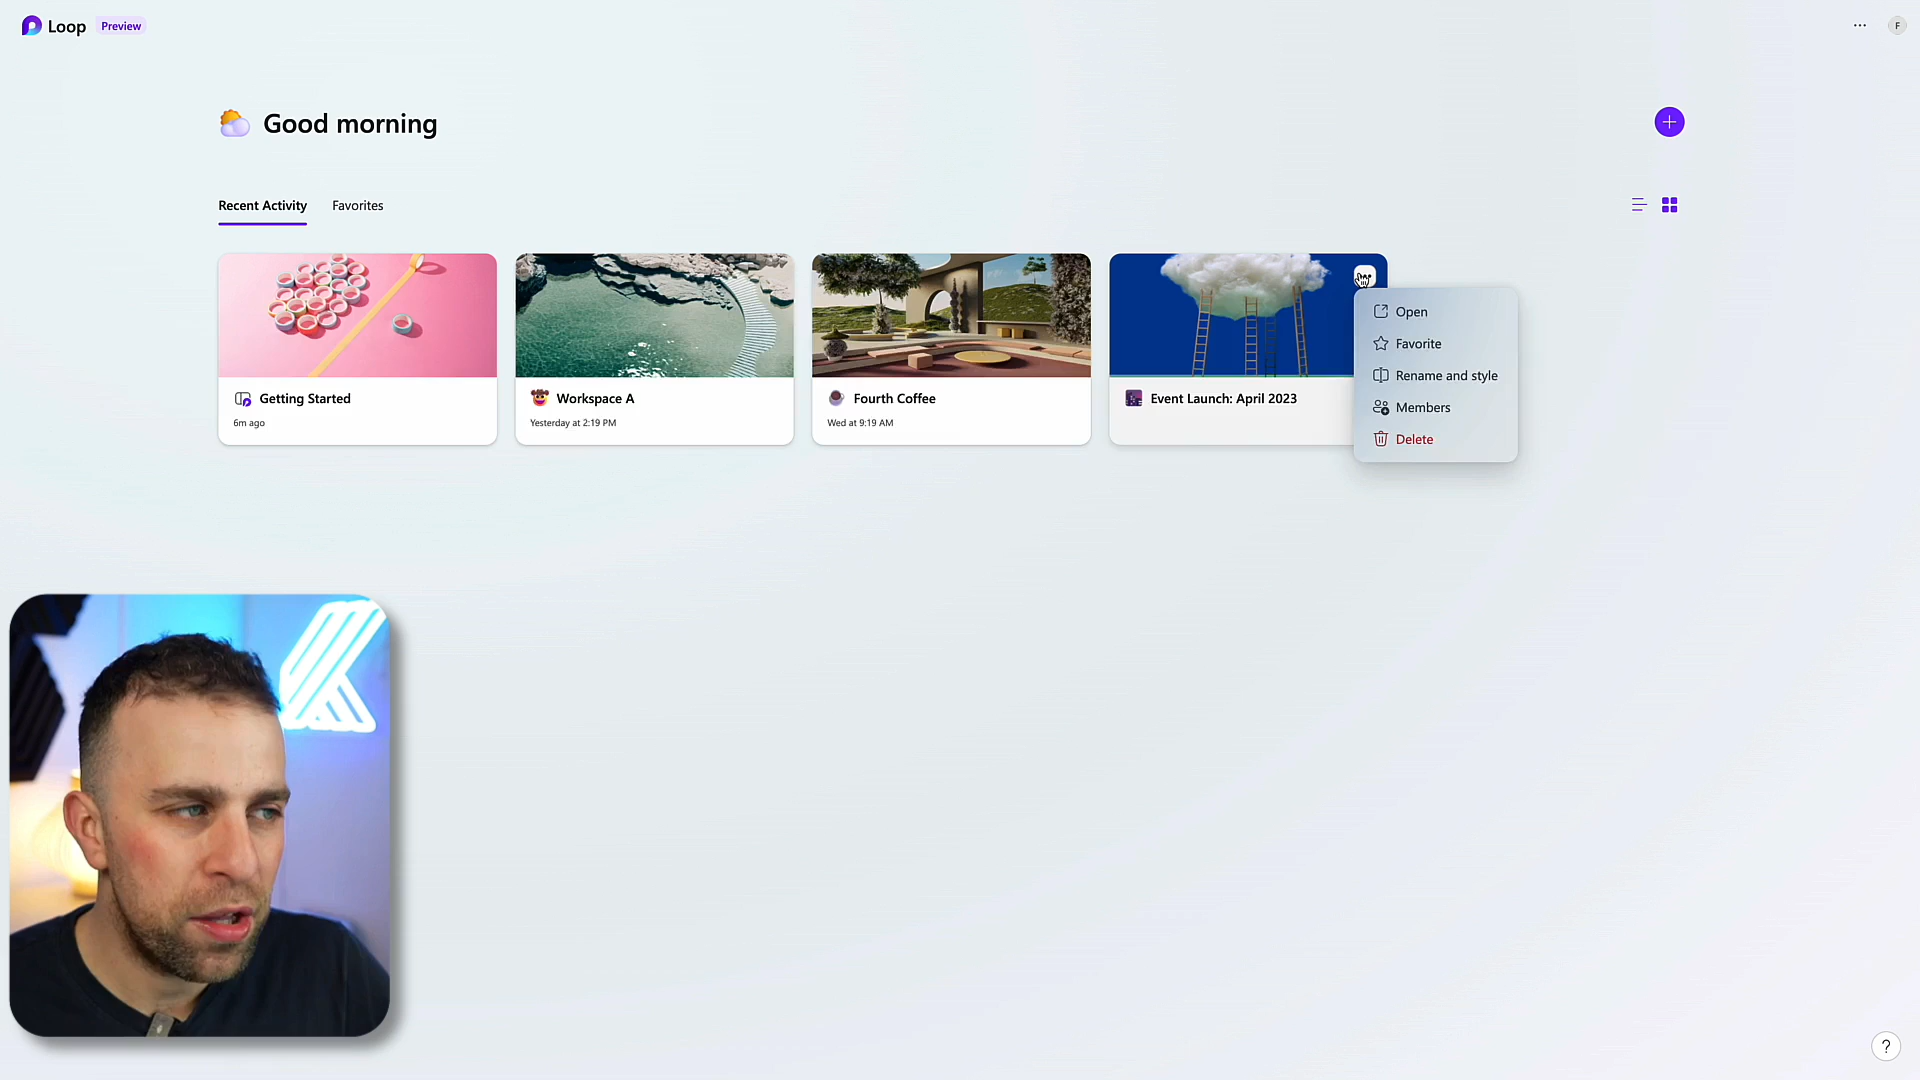 Loop Preview
F
Good morning
Recent Activity Favorites
Getting Started
6m ago
Workspace A
Yesterday at 2:19 PM
Fourth Coffee
Wed at 9:19 AM
Event Launch: April 2023
Open
Favorite
Rename and style
Members
Delete
?